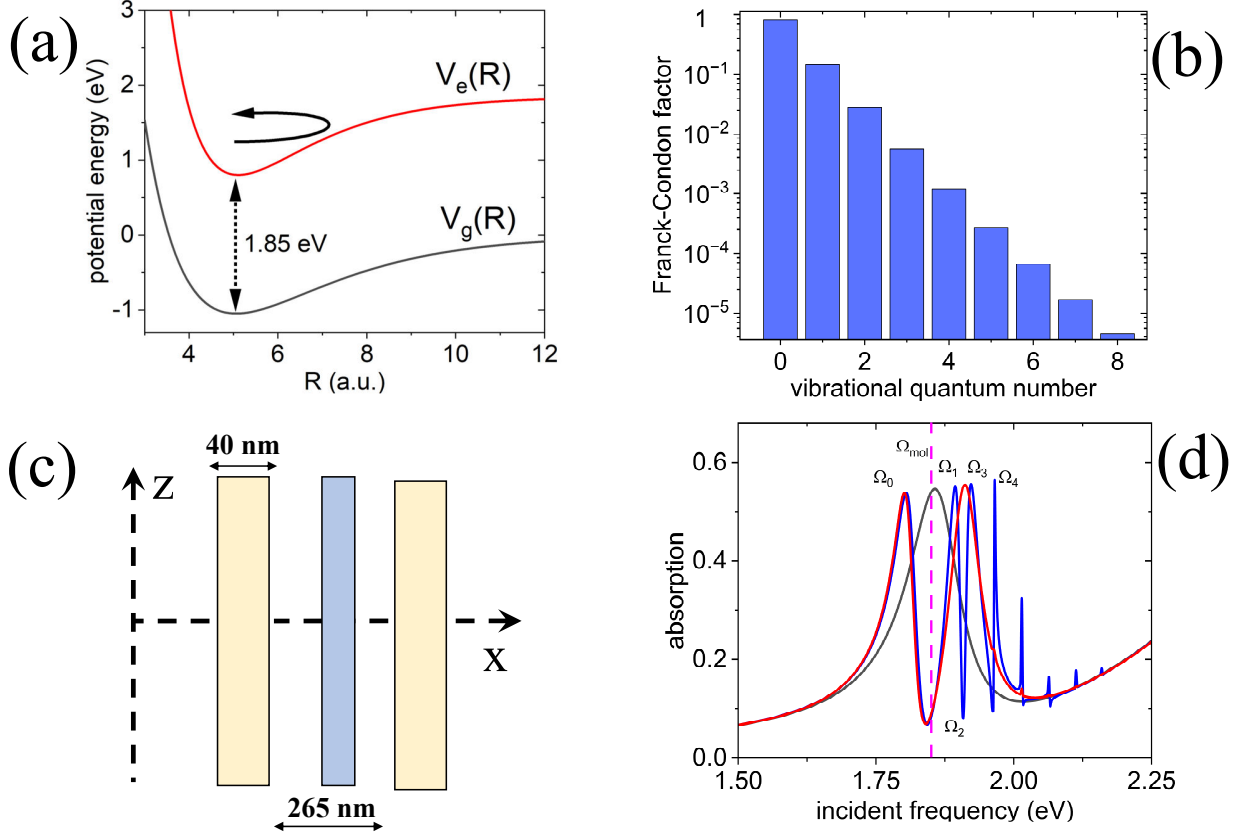 (a)
3
2
1
0
-1
potential energy (eV)
V_e(R)
V_g(R)
1.85 eV
4 6 8 10 12
R (a.u.)
(b)
1
10⁻¹
10⁻²
10⁻³
10⁻⁴
10⁻⁵
Franck-Condon factor
0 2 4 6 8
vibrational quantum number
(c)
40 nm
z
x
265 nm
(d)
0.6
0.4
0.2
0.0
absorption
Ω₀
Ω_mol
Ω₁
Ω₃
Ω₄
Ω₂
1.50 1.75 2.00 2.25
incident frequency (eV)